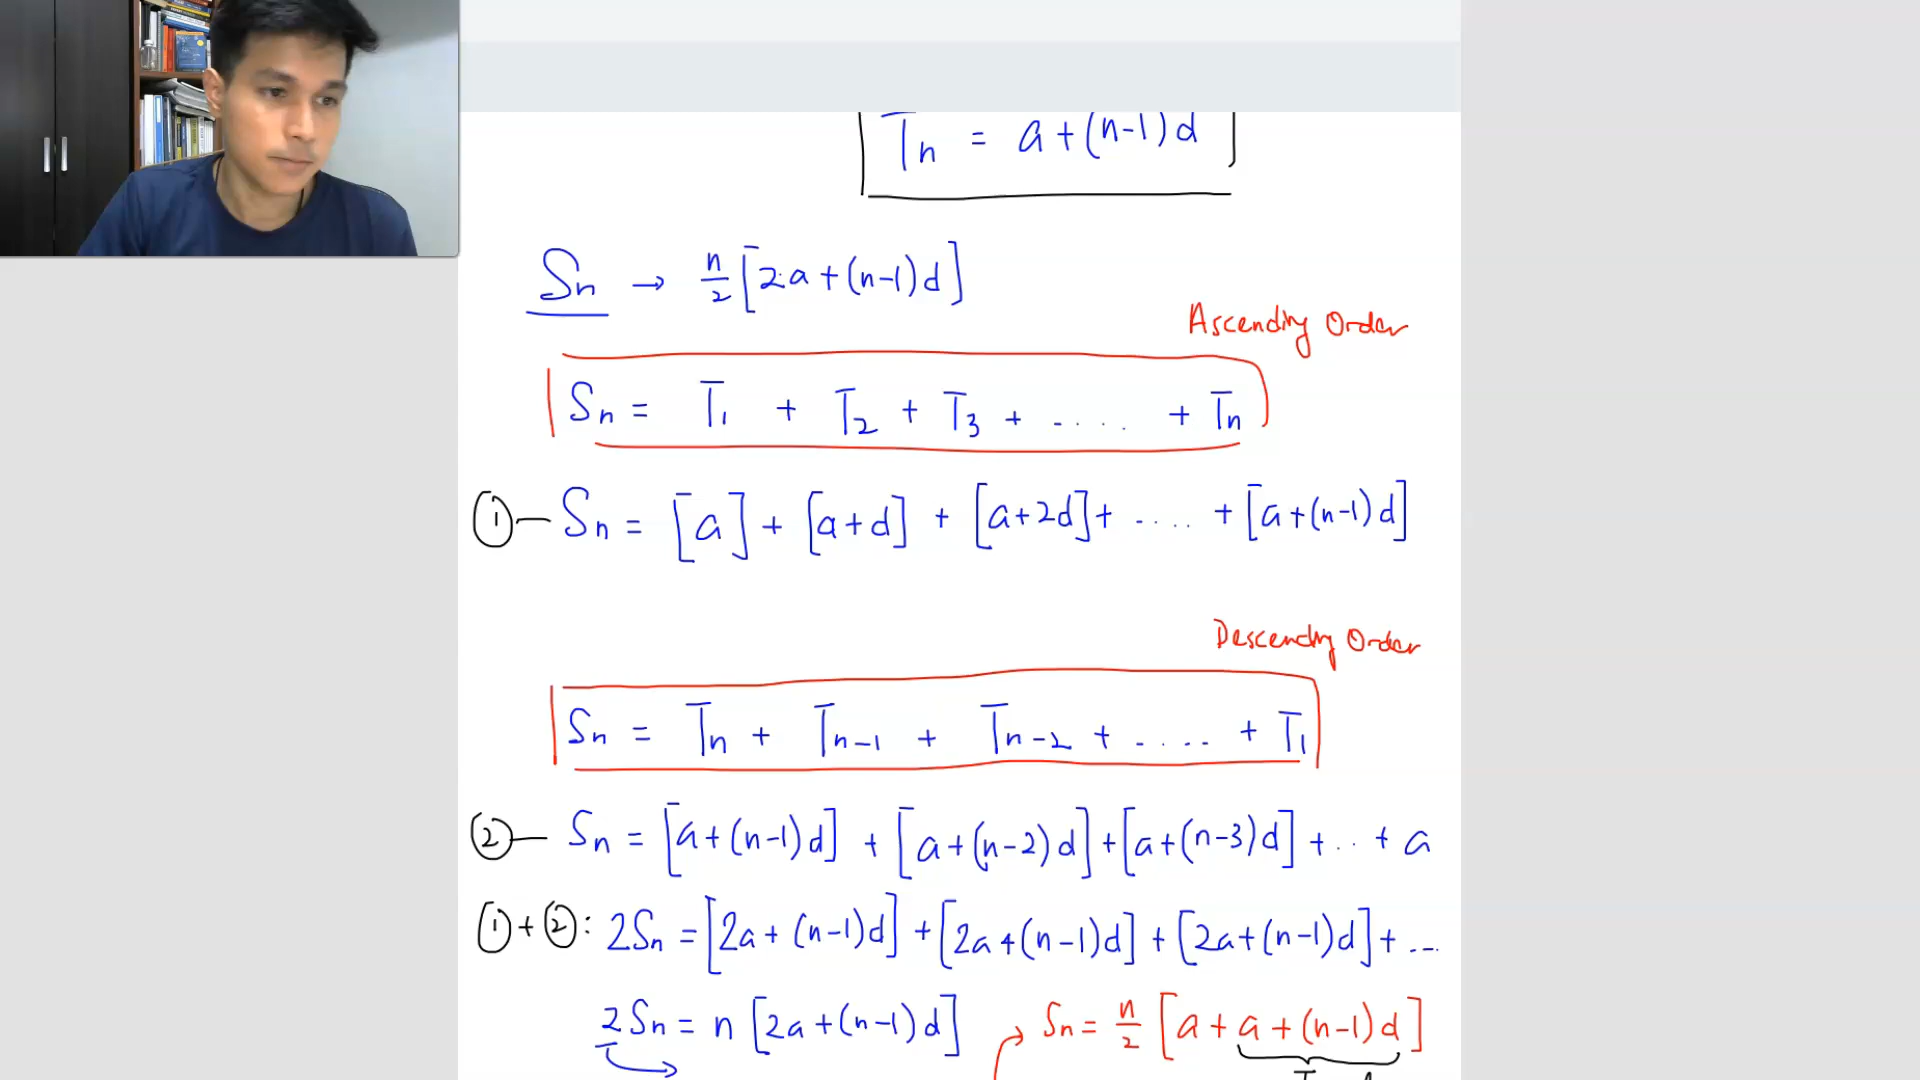 Tn = a+(n-1)d
Sn → n/2 [2a+(n-1)d]
Ascending Order
Sn = T1 + T2 + T3 + .... + Tn
① Sn = [a] + [a+d] + [a+2d] + .... + [a+(n-1)d]
Descending Order
Sn = Tn + Tn-1 + Tn-2 + .... + T1
② Sn = [a+(n-1)d] + [a+(n-2)d] + [a+(n-3)d] + .. + a
①+②: 2Sn = [2a+(n-1)d] + [2a+(n-1)d] + [2a+(n-1)d] + ...
2Sn = n [2a+(n-1)d] → Sn = n/2 [a+a+(n-1)d]